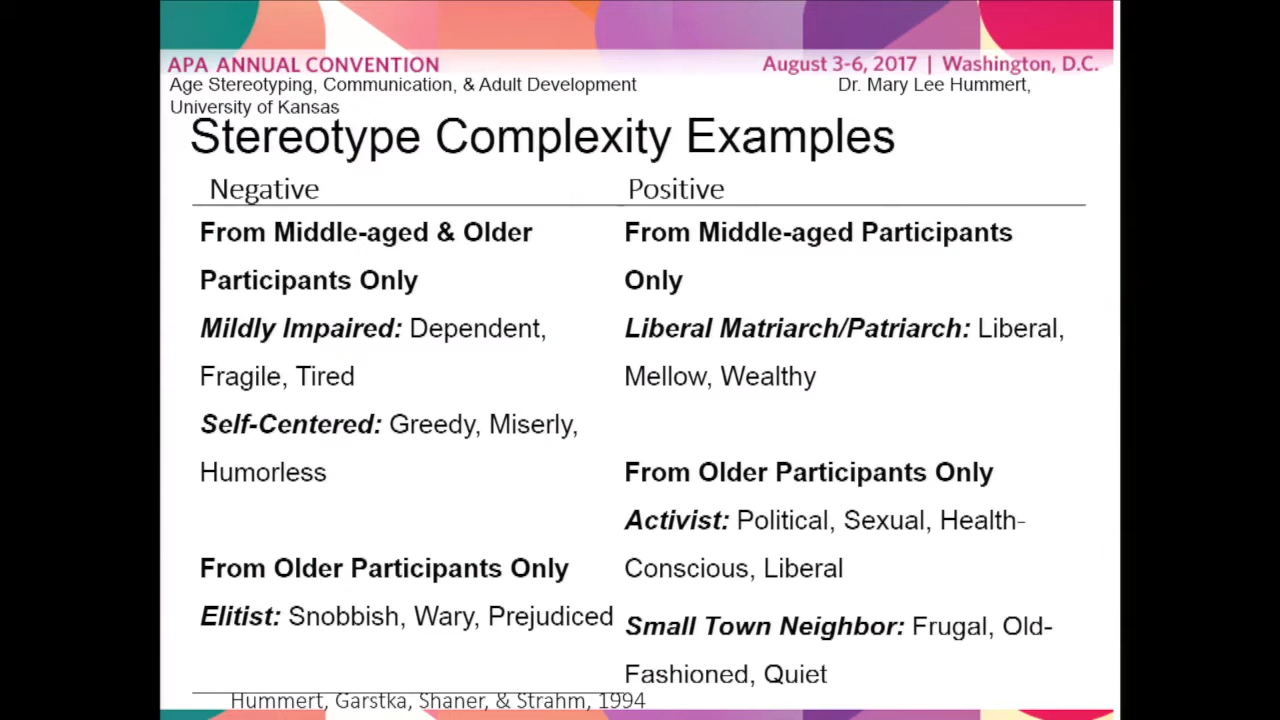 APA ANNUAL CONVENTION
August 3-6, 2017 | Washington, D.C.
Age Stereotyping, Communication, & Adult Development
Dr. Mary Lee Hummert,
University of Kansas
Stereotype Complexity Examples
Negative
From Middle-aged & Older
Participants Only
Mildly Impaired: Dependent,
Fragile, Tired
Self-Centered: Greedy, Miserly,
Humorless
From Older Participants Only
Elitist: Snobbish, Wary, Prejudiced
Positive
From Middle-aged Participants
Only
Liberal Matriarch/Patriarch: Liberal,
Mellow, Wealthy
From Older Participants Only
Activist: Political, Sexual, Health-
Conscious, Liberal
Small Town Neighbor: Frugal, Old-
Fashioned, Quiet
Hummert, Garstka, Shaner, & Strahm, 1994